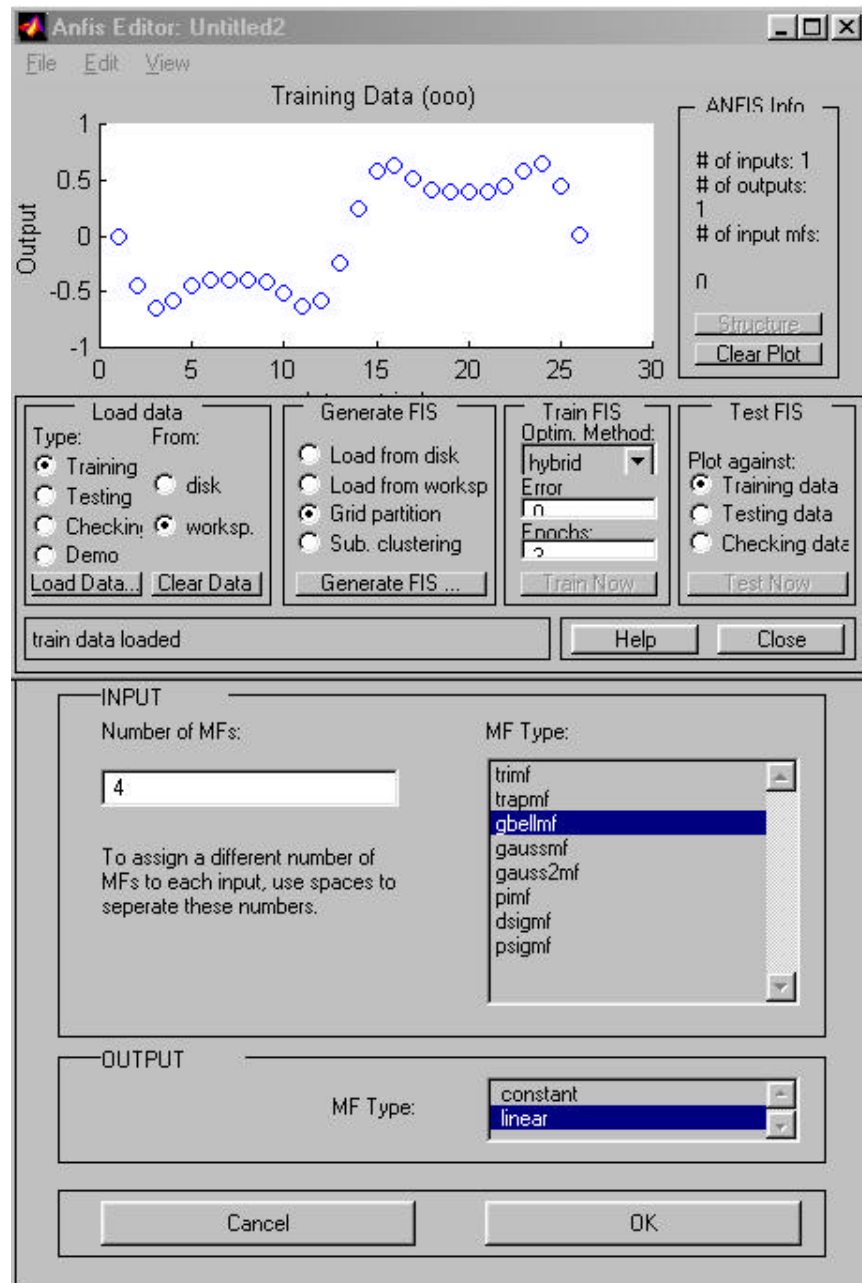 Anfis Editor: Untitled2
File Edit View
Training Data (ooo)
Output
1
0.5
0
-0.5
-1
0 5 10 15 20 25 30
ANFIS Info
# of inputs: 1
# of outputs:
1
# of input mfs:
0
Structure
Clear Plot
Load data
Type: From:
Training
Testing
Checkin
Demo
disk
worksp.
Load Data... Clear Data
Generate FIS
Load from disk
Load from worksp
Grid partition
Sub. clustering
Generate FIS ...
Train FIS
Optim. Method:
hybrid
Error
0
Epochs:
3
Train Now
Test FIS
Plot against:
Training data
Testing data
Checking data
Test Now
train data loaded
Help Close
INPUT
Number of MFs:
4
To assign a different number of
MFs to each input, use spaces to
seperate these numbers.
MF Type:
trimf
trapmf
gbellmf
gaussmf
gauss2mf
pimf
dsigmf
psigmf
OUTPUT
MF Type:
constant
linear
Cancel OK